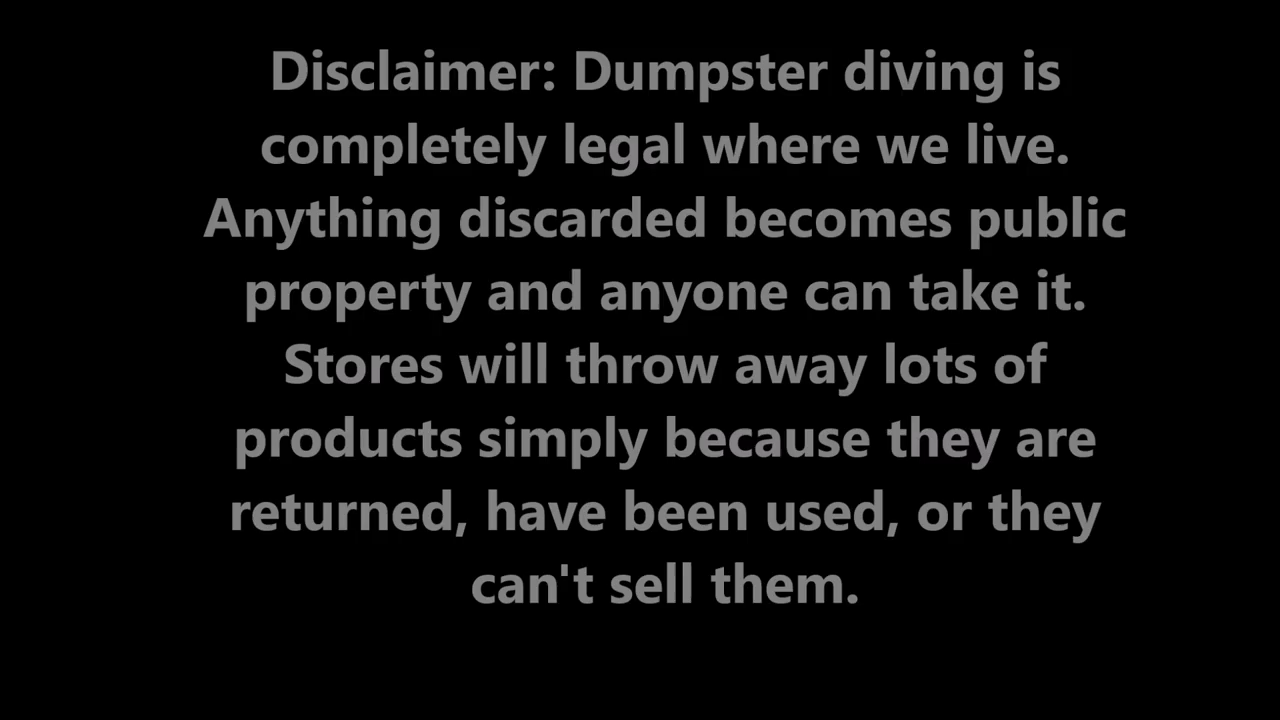 Disclaimer: Dumpster diving is
completely legal where we live.
Anything discarded becomes public
property and anyone can take it.
Stores will throw away lots of
products simply because they are
returned, have been used, or they
can't sell them.